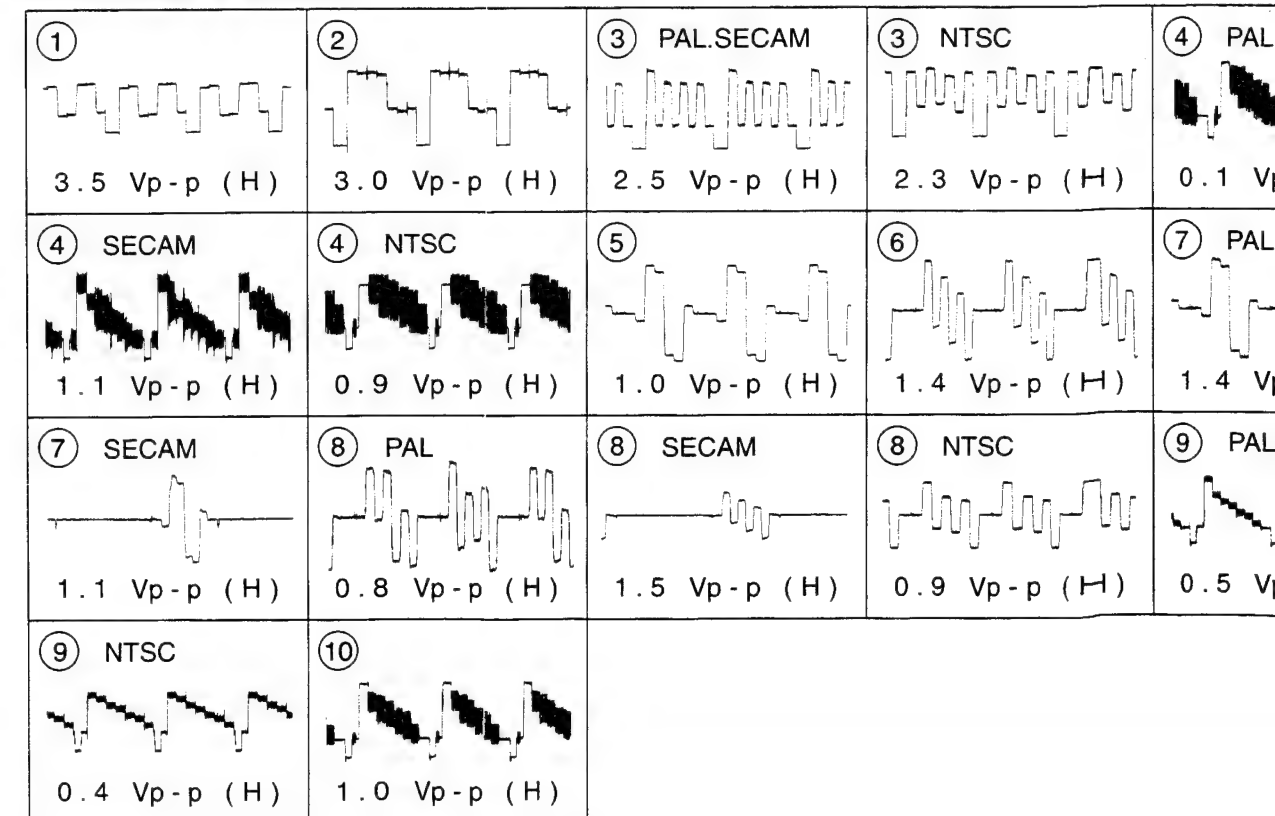 1 2 3 PAL.SECAM 3 NTSC 4 PAL
3.5 Vp-p (H) 3.0 Vp-p (H) 2.5 Vp-p (H) 2.3 Vp-p (H) 0.1
4 SECAM 4 NTSC 5 6 7 PAL
1.1 Vp-p (H) 0.9 Vp-p (H) 1.0 Vp-p (H) 1.4 Vp-p (H) 1.4
7 SECAM 8 PAL 8 SECAM 8 NTSC 9 PAL
1.1 Vp-p (H) 0.8 Vp-p (H) 1.5 Vp-p (H) 0.9 Vp-p (H) 0.5
9 NTSC 10
0.4 Vp-p (H) 1.0 Vp-p (H)